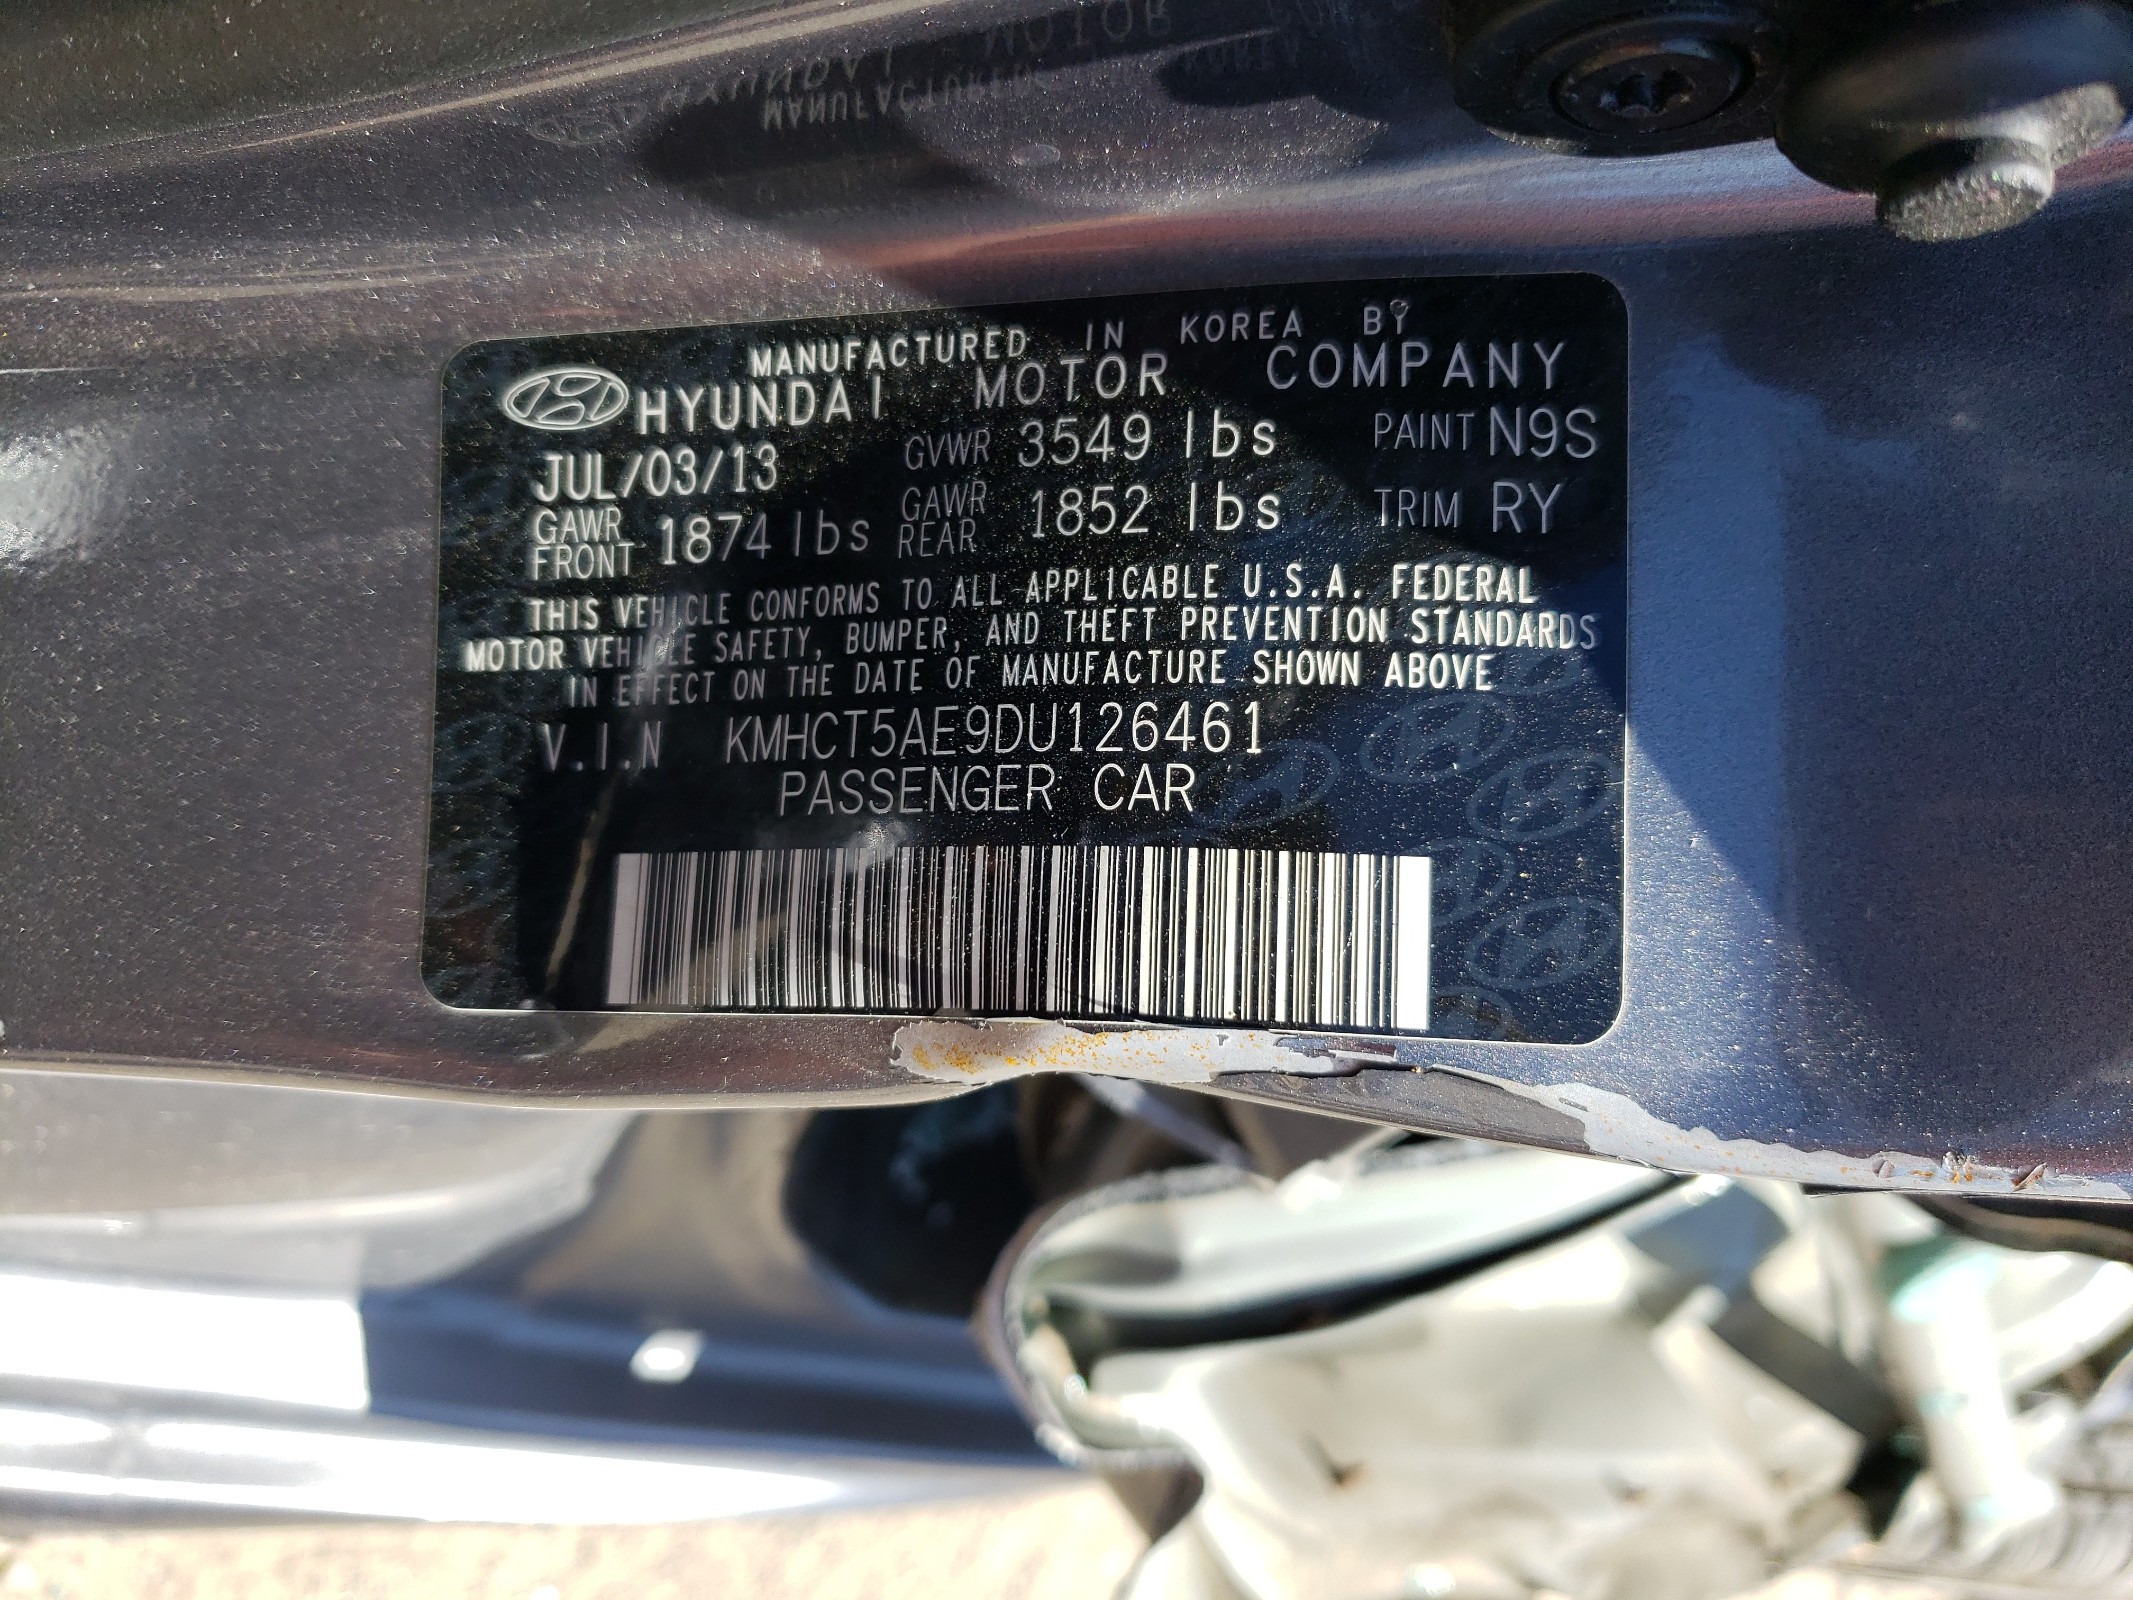 MANUFACTURED IN KOREA BY
HYUNDAI MOTOR COMPANY
JUL/03/13 GVWR 3549 lbs PAINT N9S
GAWR FRONT 1874 lbs GAWR REAR 1852 lbs TRIM RY
THIS VEHICLE CONFORMS TO ALL APPLICABLE U.S.A. FEDERAL
MOTOR VEHICLE SAFETY, BUMPER, AND THEFT PREVENTION STANDARDS
IN EFFECT ON THE DATE OF MANUFACTURE SHOWN ABOVE
V.I.N KMHCT5AE9DU126461
PASSENGER CAR